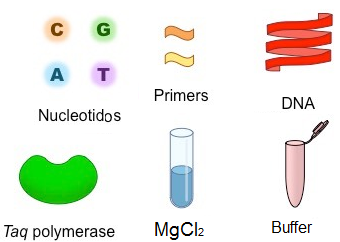 C G
A T
Nucleotidos
Primers
DNA
Taq polymerase
MgCl₂
Buffer